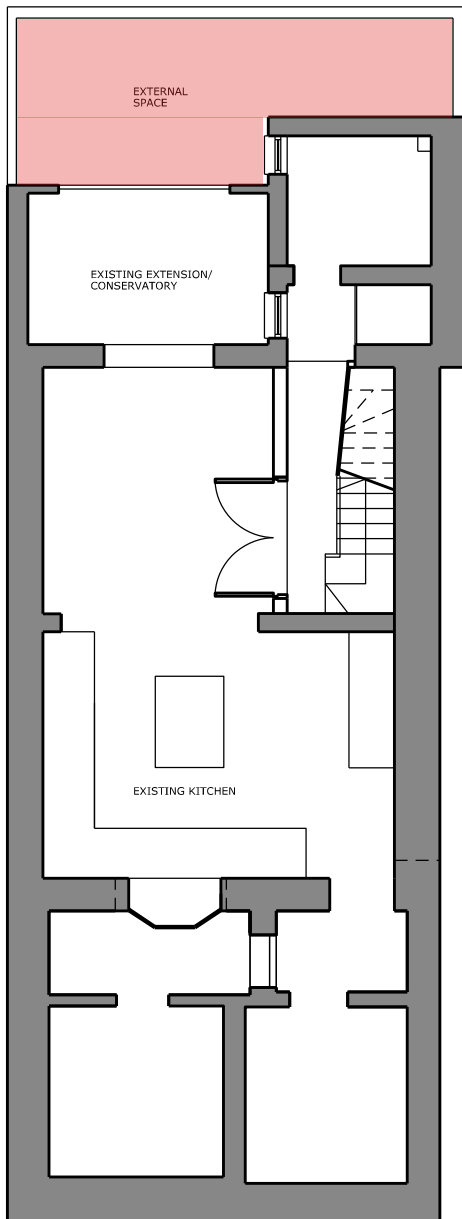 EXTERNAL
SPACE
EXISTING EXTENSION/
CONSERVATORY
EXISTING KITCHEN